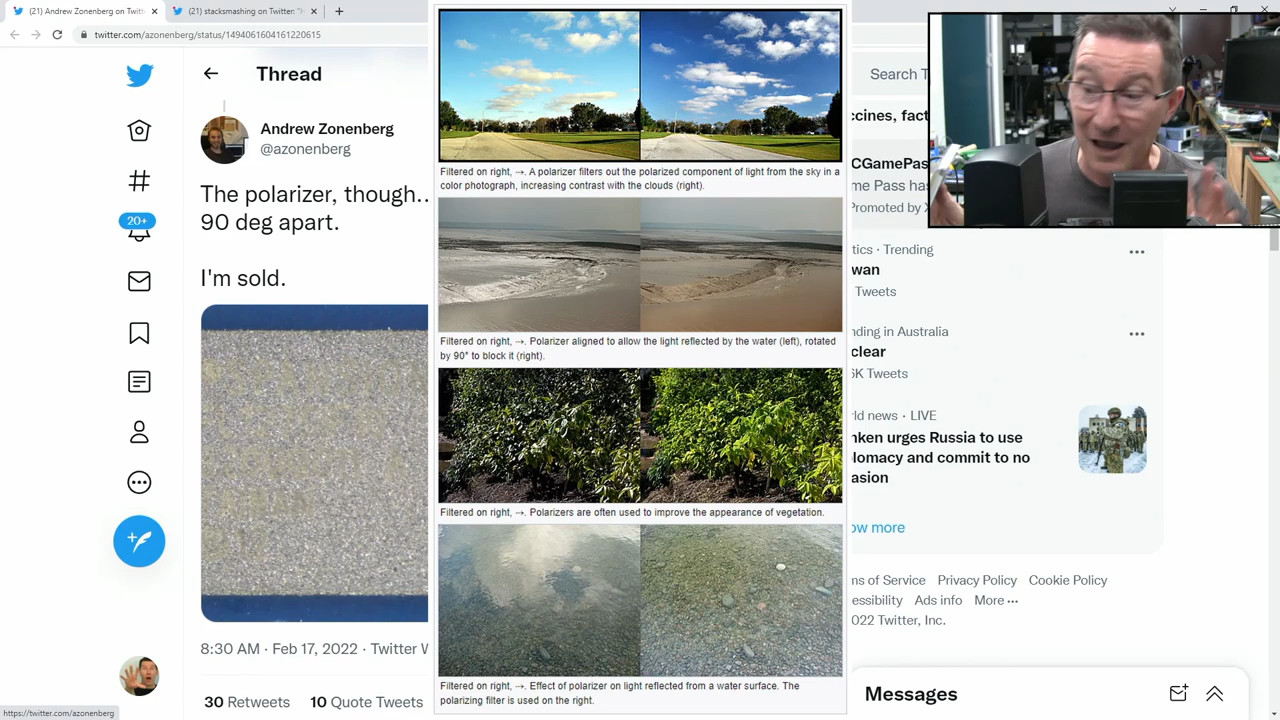 (21) Andrew Zonenberg on Twitt
(21) stacksmashing on Twitter: "
twitter.com/azonenberg/status/1494061604161220615
20+
Thread
Andrew Zonenberg
@azonenberg
The polarizer, though..
90 deg apart.
I'm sold.
8:30 AM · Feb 17, 2022 · Twitter W
30 Retweets 10 Quote Tweets
https://twitter.com/azonenberg
Filtered on right, →. A polarizer filters out the polarized component of light from the sky in a
color photograph, increasing contrast with the clouds (right).
Filtered on right, →. Polarizer aligned to allow the light reflected by the water (left), rotated
by 90° to block it (right).
Filtered on right, →. Polarizers are often used to improve the appearance of vegetation.
Filtered on right, →. Effect of polarizer on light reflected from a water surface. The
polarizing filter is used on the right.
Search T
ccines, fact
CGamePas
me Pass has
Promoted by X
tics · Trending
wan
Tweets
nding in Australia
clear
6K Tweets
rld news · LIVE
nken urges Russia to use
lomacy and commit to no
asion
ow more
ms of Service Privacy Policy Cookie Policy
essibility Ads info More ···
022 Twitter, Inc.
Messages